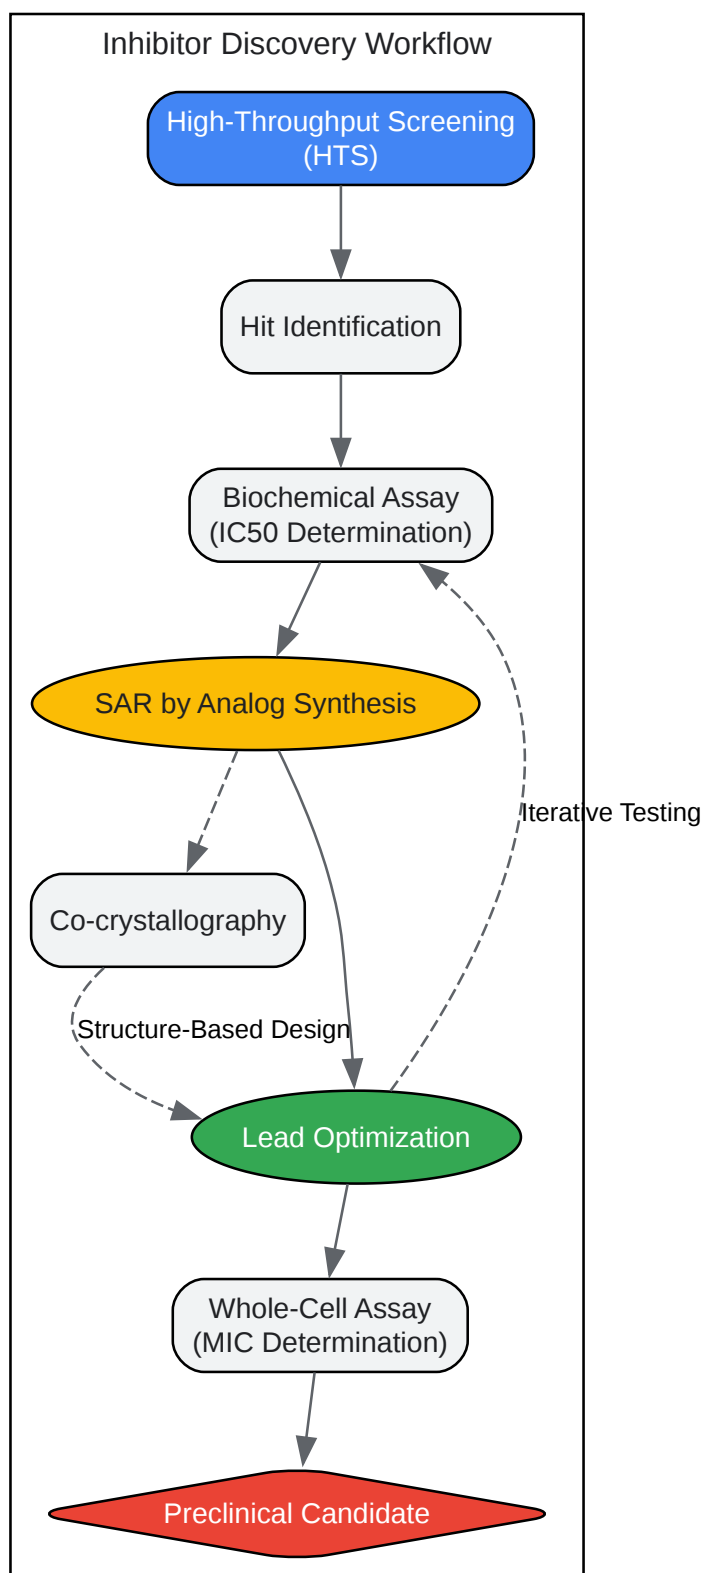 Inhibitor Discovery Workflow
High-Throughput Screening
(HTS)
Hit Identification
Biochemical Assay
(IC50 Determination)
SAR by Analog Synthesis
Iterative Testing
Co-crystallography
Structure-Based Design
Lead Optimization
Whole-Cell Assay
(MIC Determination)
Preclinical Candidate